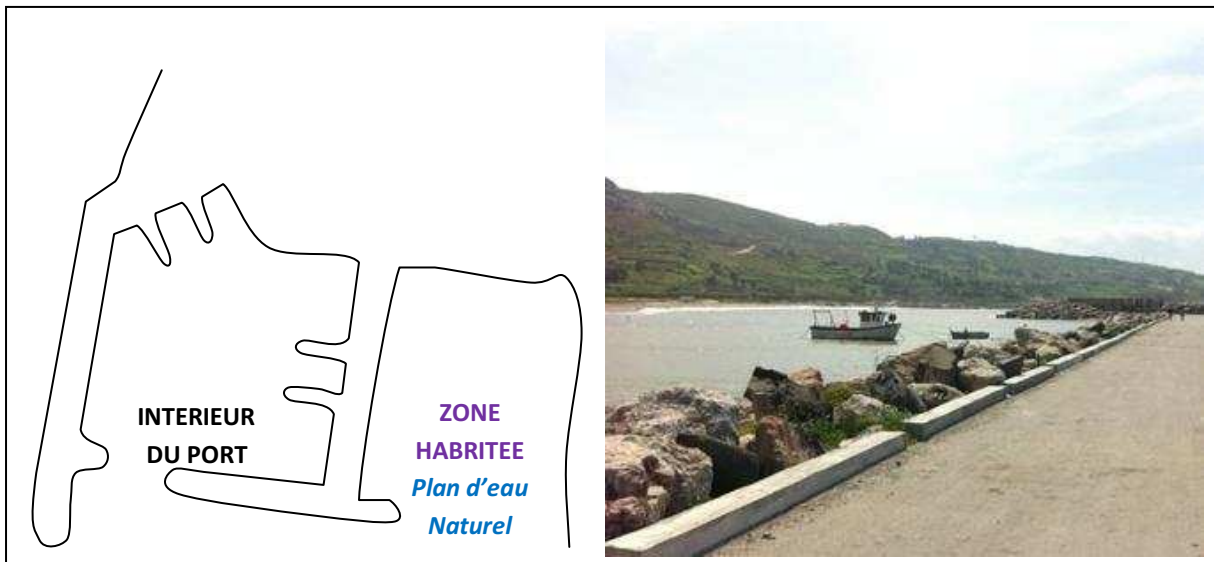 INTERIEUR
DU PORT
ZONE
HABRITEE
Plan d'eau
Naturel